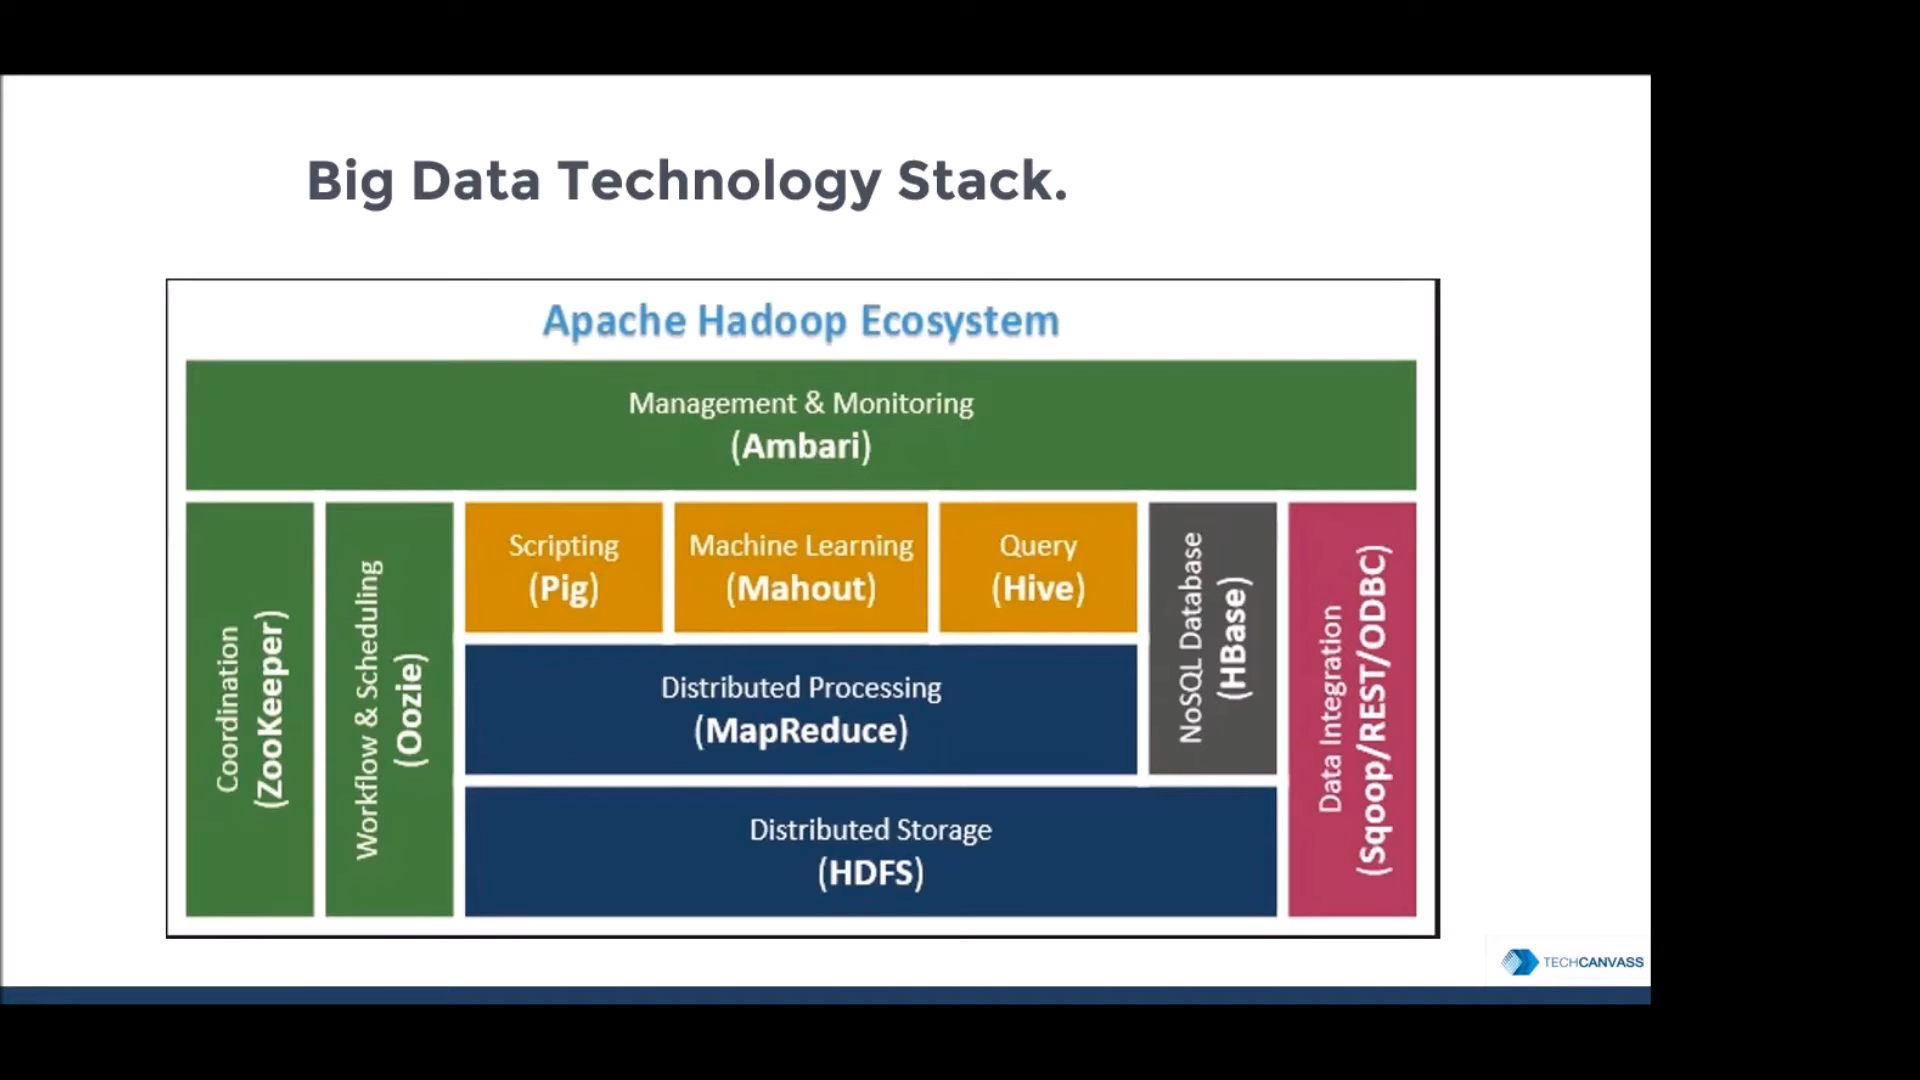 Big Data Technology Stack.
Apache Hadoop Ecosystem
Management & Monitoring
(Ambari)
Coordination
(ZooKeeper)
Workflow & Scheduling
(Oozie)
Scripting
(Pig)
Machine Learning
(Mahout)
Query
(Hive)
Distributed Processing
(MapReduce)
Distributed Storage
(HDFS)
NoSQL Database
(HBase)
Data Integration
(Sqoop/REST/ODBC)
TECHCANVASS